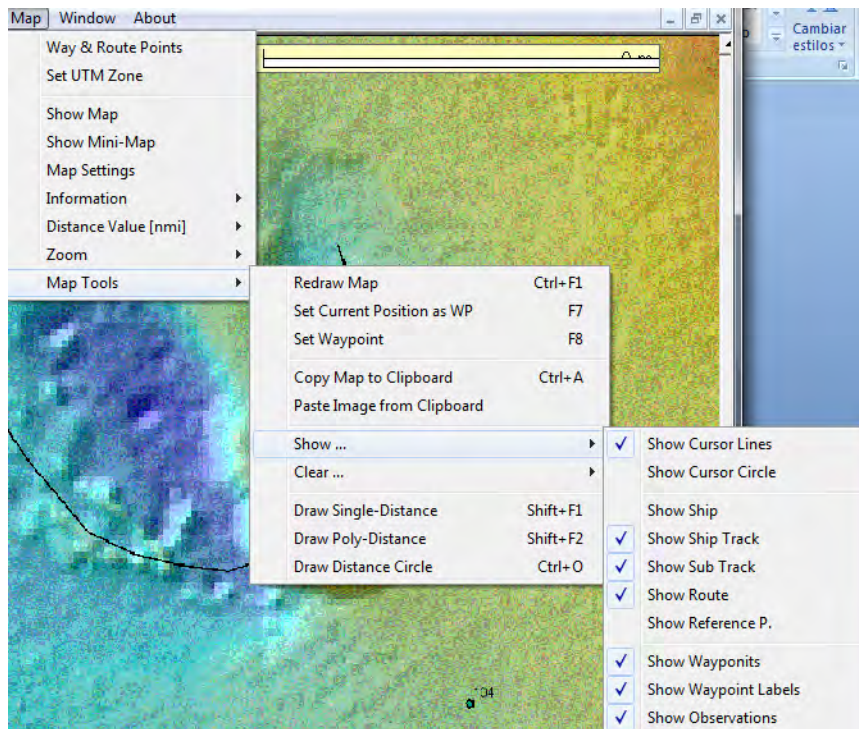 Map Window About
Cambiar
estilos
Way & Route Points
Set UTM Zone
Show Map
Show Mini-Map
Map Settings
Information
Distance Value [nmi]
Zoom
Map Tools
Redraw Map Ctrl+F1
Set Current Position as WP F7
Set Waypoint F8
Copy Map to Clipboard Ctrl+A
Paste Image from Clipboard
Show ...
Clear ...
Draw Single-Distance Shift+F1
Draw Poly-Distance Shift+F2
Draw Distance Circle Ctrl+O
Show Cursor Lines
Show Cursor Circle
Show Ship
Show Ship Track
Show Sub Track
Show Route
Show Reference P.
Show Wayponits
Show Waypoint Labels
Show Observations
104